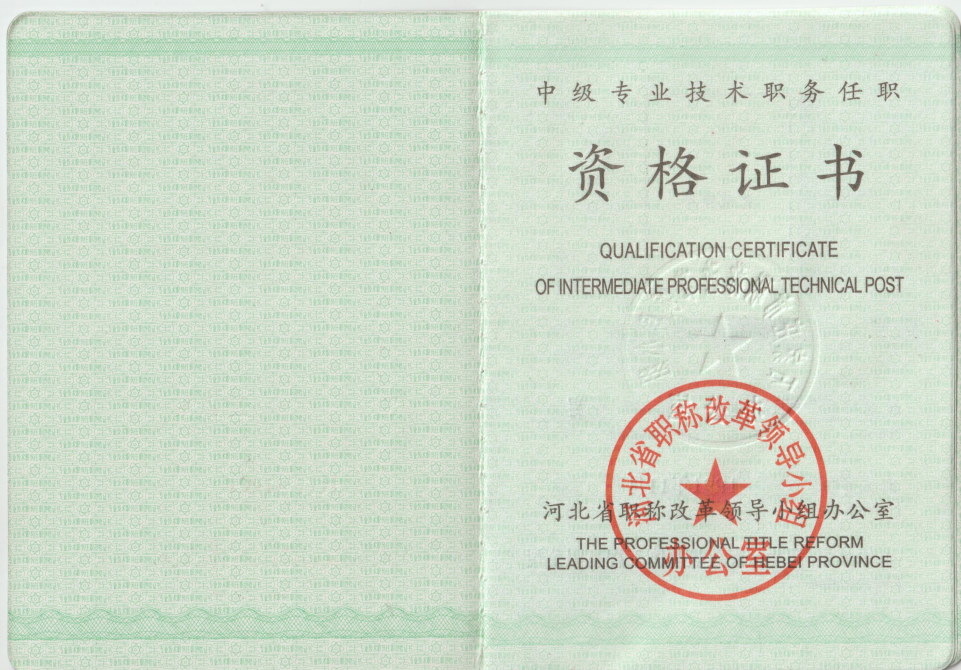 中级专业技术职务任职
资格证书
QUALIFICATION CERTIFICATE
OF INTERMEDIATE PROFESSIONAL TECHNICAL POST
河北省职称改革领导小组
河北省职称改革领导小组办公室
THE PROFESSIONAL TITLE REFORM
LEADING COMMITTEE OF HEBEI PROVINCE
办公室